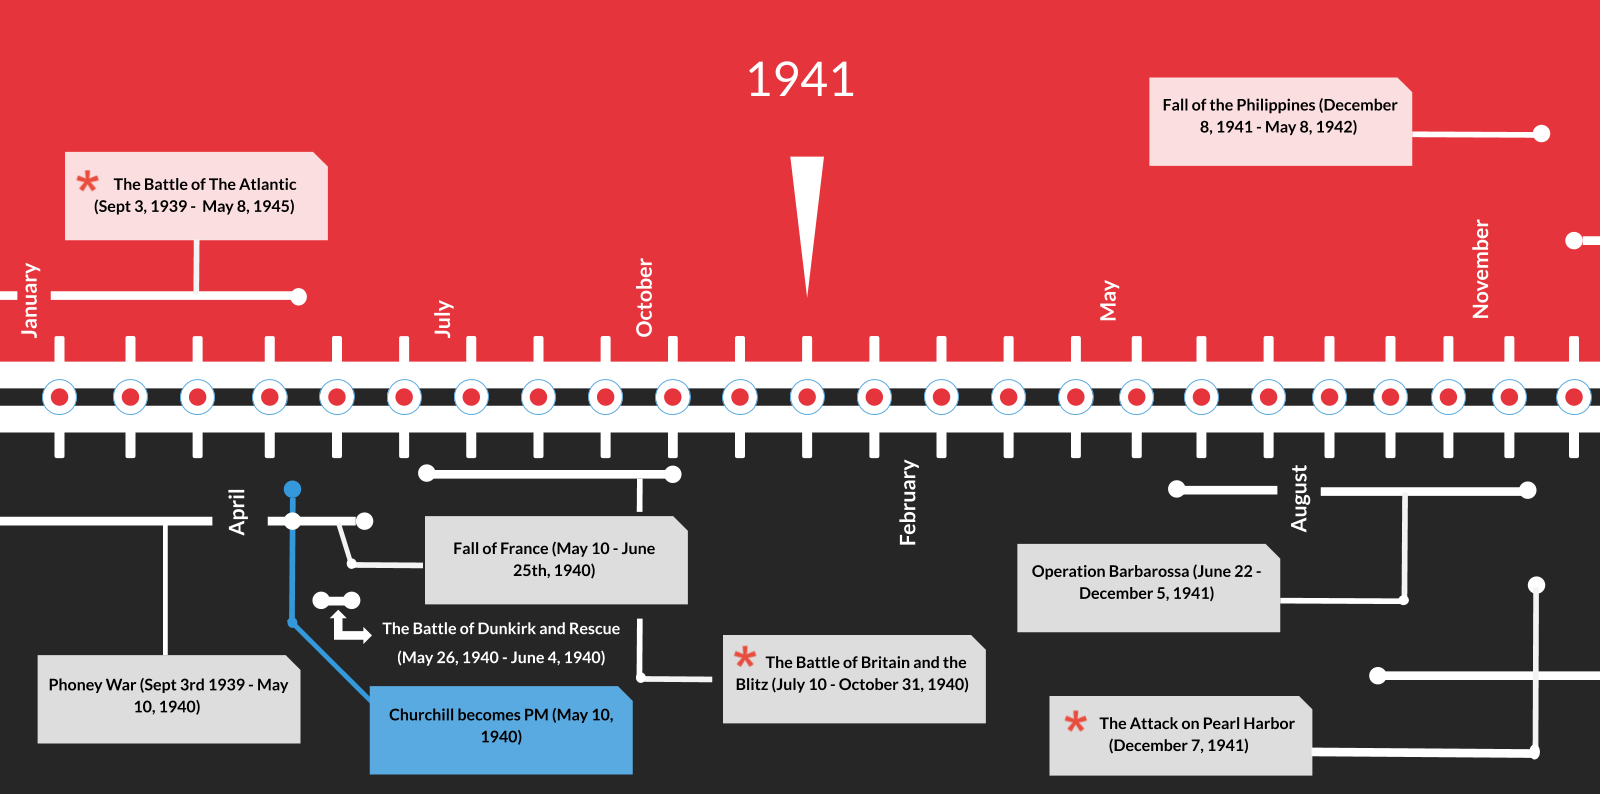 1941
Fall of the Philippines (December
8, 1941 - May 8, 1942)
* The Battle of The Atlantic
(Sept 3, 1939 - May 8, 1945)
January
July
October
May
November
April
February
August
Fall of France (May 10 - June
25th, 1940)
Operation Barbarossa (June 22 -
December 5, 1941)
The Battle of Dunkirk and Rescue
(May 26, 1940 - June 4, 1940)
* The Battle of Britain and the
Blitz (July 10 - October 31, 1940)
Phoney War (Sept 3rd 1939 - May
10, 1940)
Churchill becomes PM (May 10,
1940)
* The Attack on Pearl Harbor
(December 7, 1941)